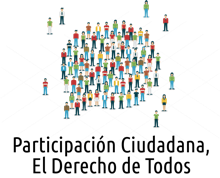 Participación Ciudadana,
El Derecho de Todos